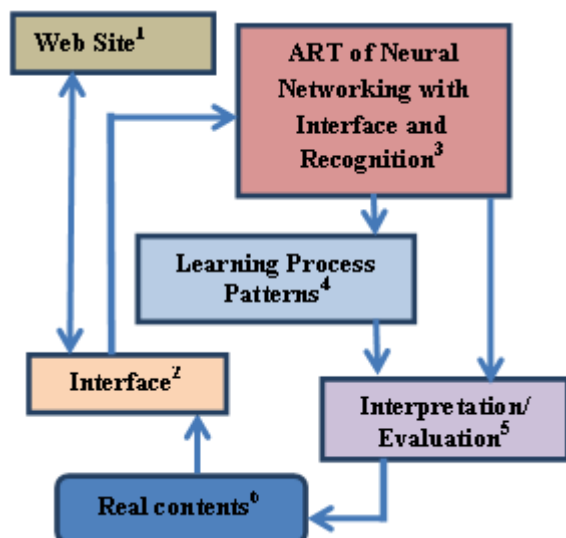 Web Site¹
ART of Neural
Networking with
Interface and
Recognition³
Learning Process
Patterns⁴
Interface²
Interpretation/
Evaluation⁵
Real contents⁶